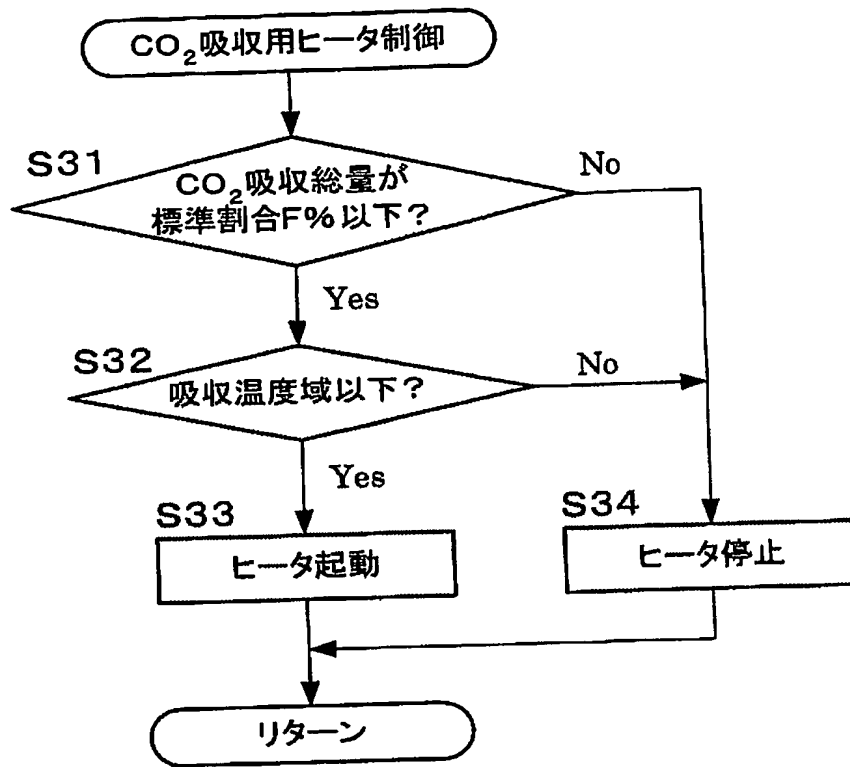 CO₂吸収用ヒータ制御
S31
CO₂吸収総量が
標準割合F%以下?
No
Yes
S32
吸収温度域以下?
No
Yes
S33
ヒータ起動
S34
ヒータ停止
リターン